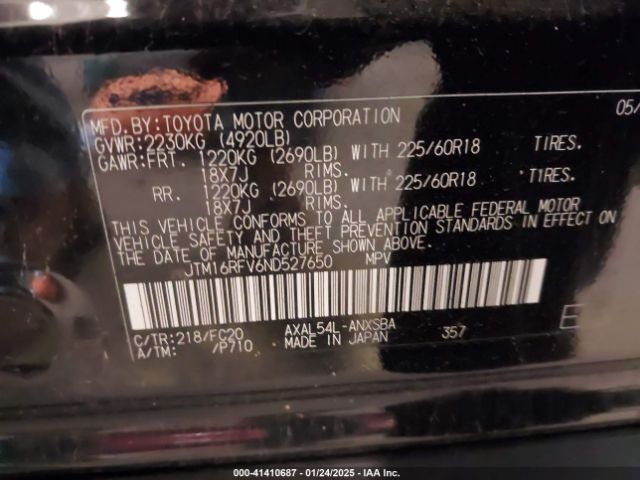 MFD.BY:TOYOTA MOTOR CORPORATION 05/
GVWR:2230KG (4920LB)
GAWR:FRT. 1220KG (2690LB) WITH 225/60R18 TIRES.
18X7J RIMS.
RR. 1220KG (2690LB) WITH 225/60R18 TIRES.
18X7J RIMS.
THIS VEHICLE CONFORMS TO ALL APPLICABLE FEDERAL MOTOR
VEHICLE SAFETY AND THEFT PREVENTION STANDARDS IN EFFECT ON
THE DATE OF MANUFACTURE SHOWN ABOVE.
JTM16RFV6ND527650 MPV
C/TR:218/FC20 AXAL54L-ANXSBA 357
A/TM: /P710 MADE IN JAPAN
000-41410687 - 01/24/2025 - IAA Inc.